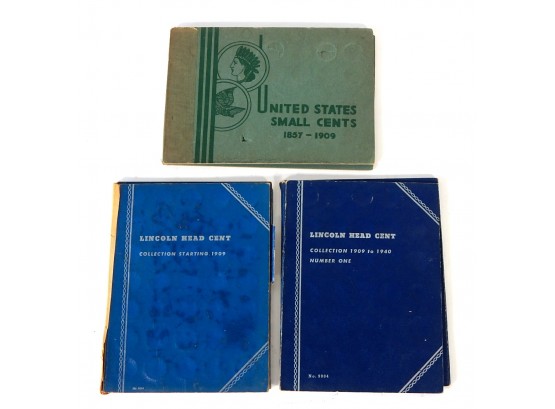 UNITED STATES
SMALL CENTS
1857 - 1909
LINCOLN HEAD CENT
COLLECTION STARTING 1909
LINCOLN HEAD CENT
COLLECTION 1909 to 1940
NUMBER ONE